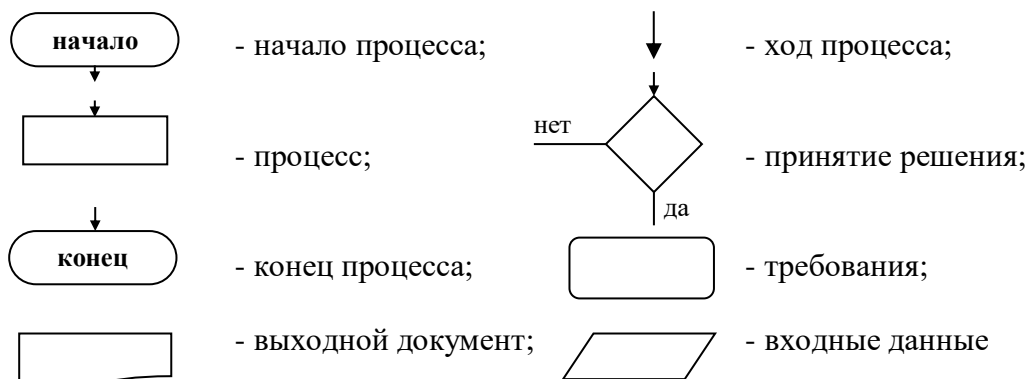 начало - начало процесса; - ход процесса;
нет
- процесс; - принятие решения;
да
конец - конец процесса; - требования;
- выходной документ; - входные данные